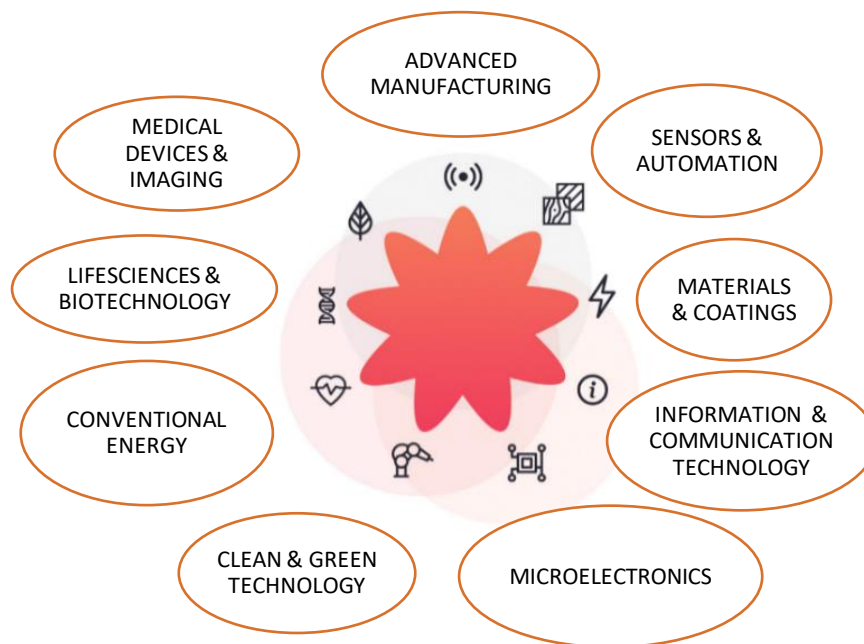 ADVANCED
MANUFACTURING
MEDICAL
DEVICES &
IMAGING
SENSORS &
AUTOMATION
LIFESCIENCES &
BIOTECHNOLOGY
MATERIALS
& COATINGS
CONVENTIONAL
ENERGY
INFORMATION &
COMMUNICATION
TECHNOLOGY
CLEAN & GREEN
TECHNOLOGY
MICROELECTRONICS
i